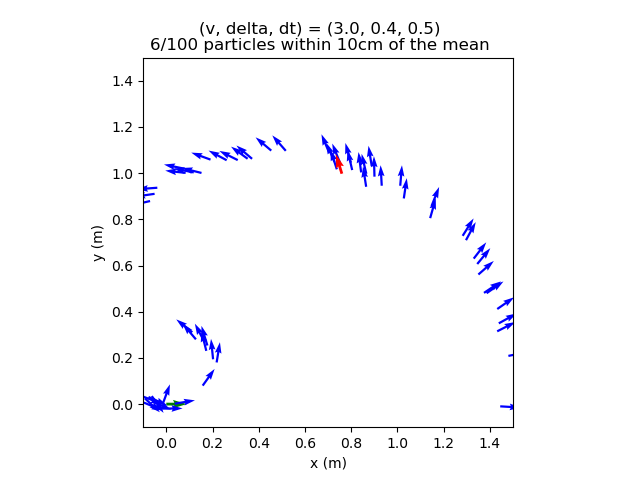 (v, delta, dt) = (3.0, 0.4, 0.5)
6/100 particles within 10cm of the mean
1.4
1.2
1.0
0.8
0.6
0.4
0.2
0.0
y (m)
0.0 0.2 0.4 0.6 0.8 1.0 1.2 1.4
x (m)